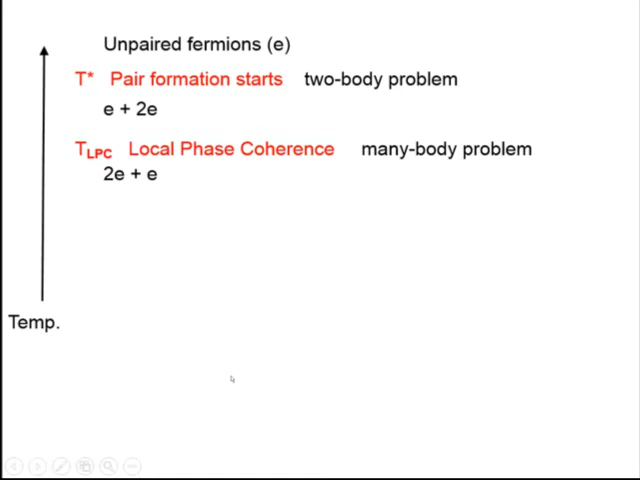 Unpaired fermions (e)
T* Pair formation starts two-body problem
e + 2e
TLPC Local Phase Coherence many-body problem
2e + e
Temp.